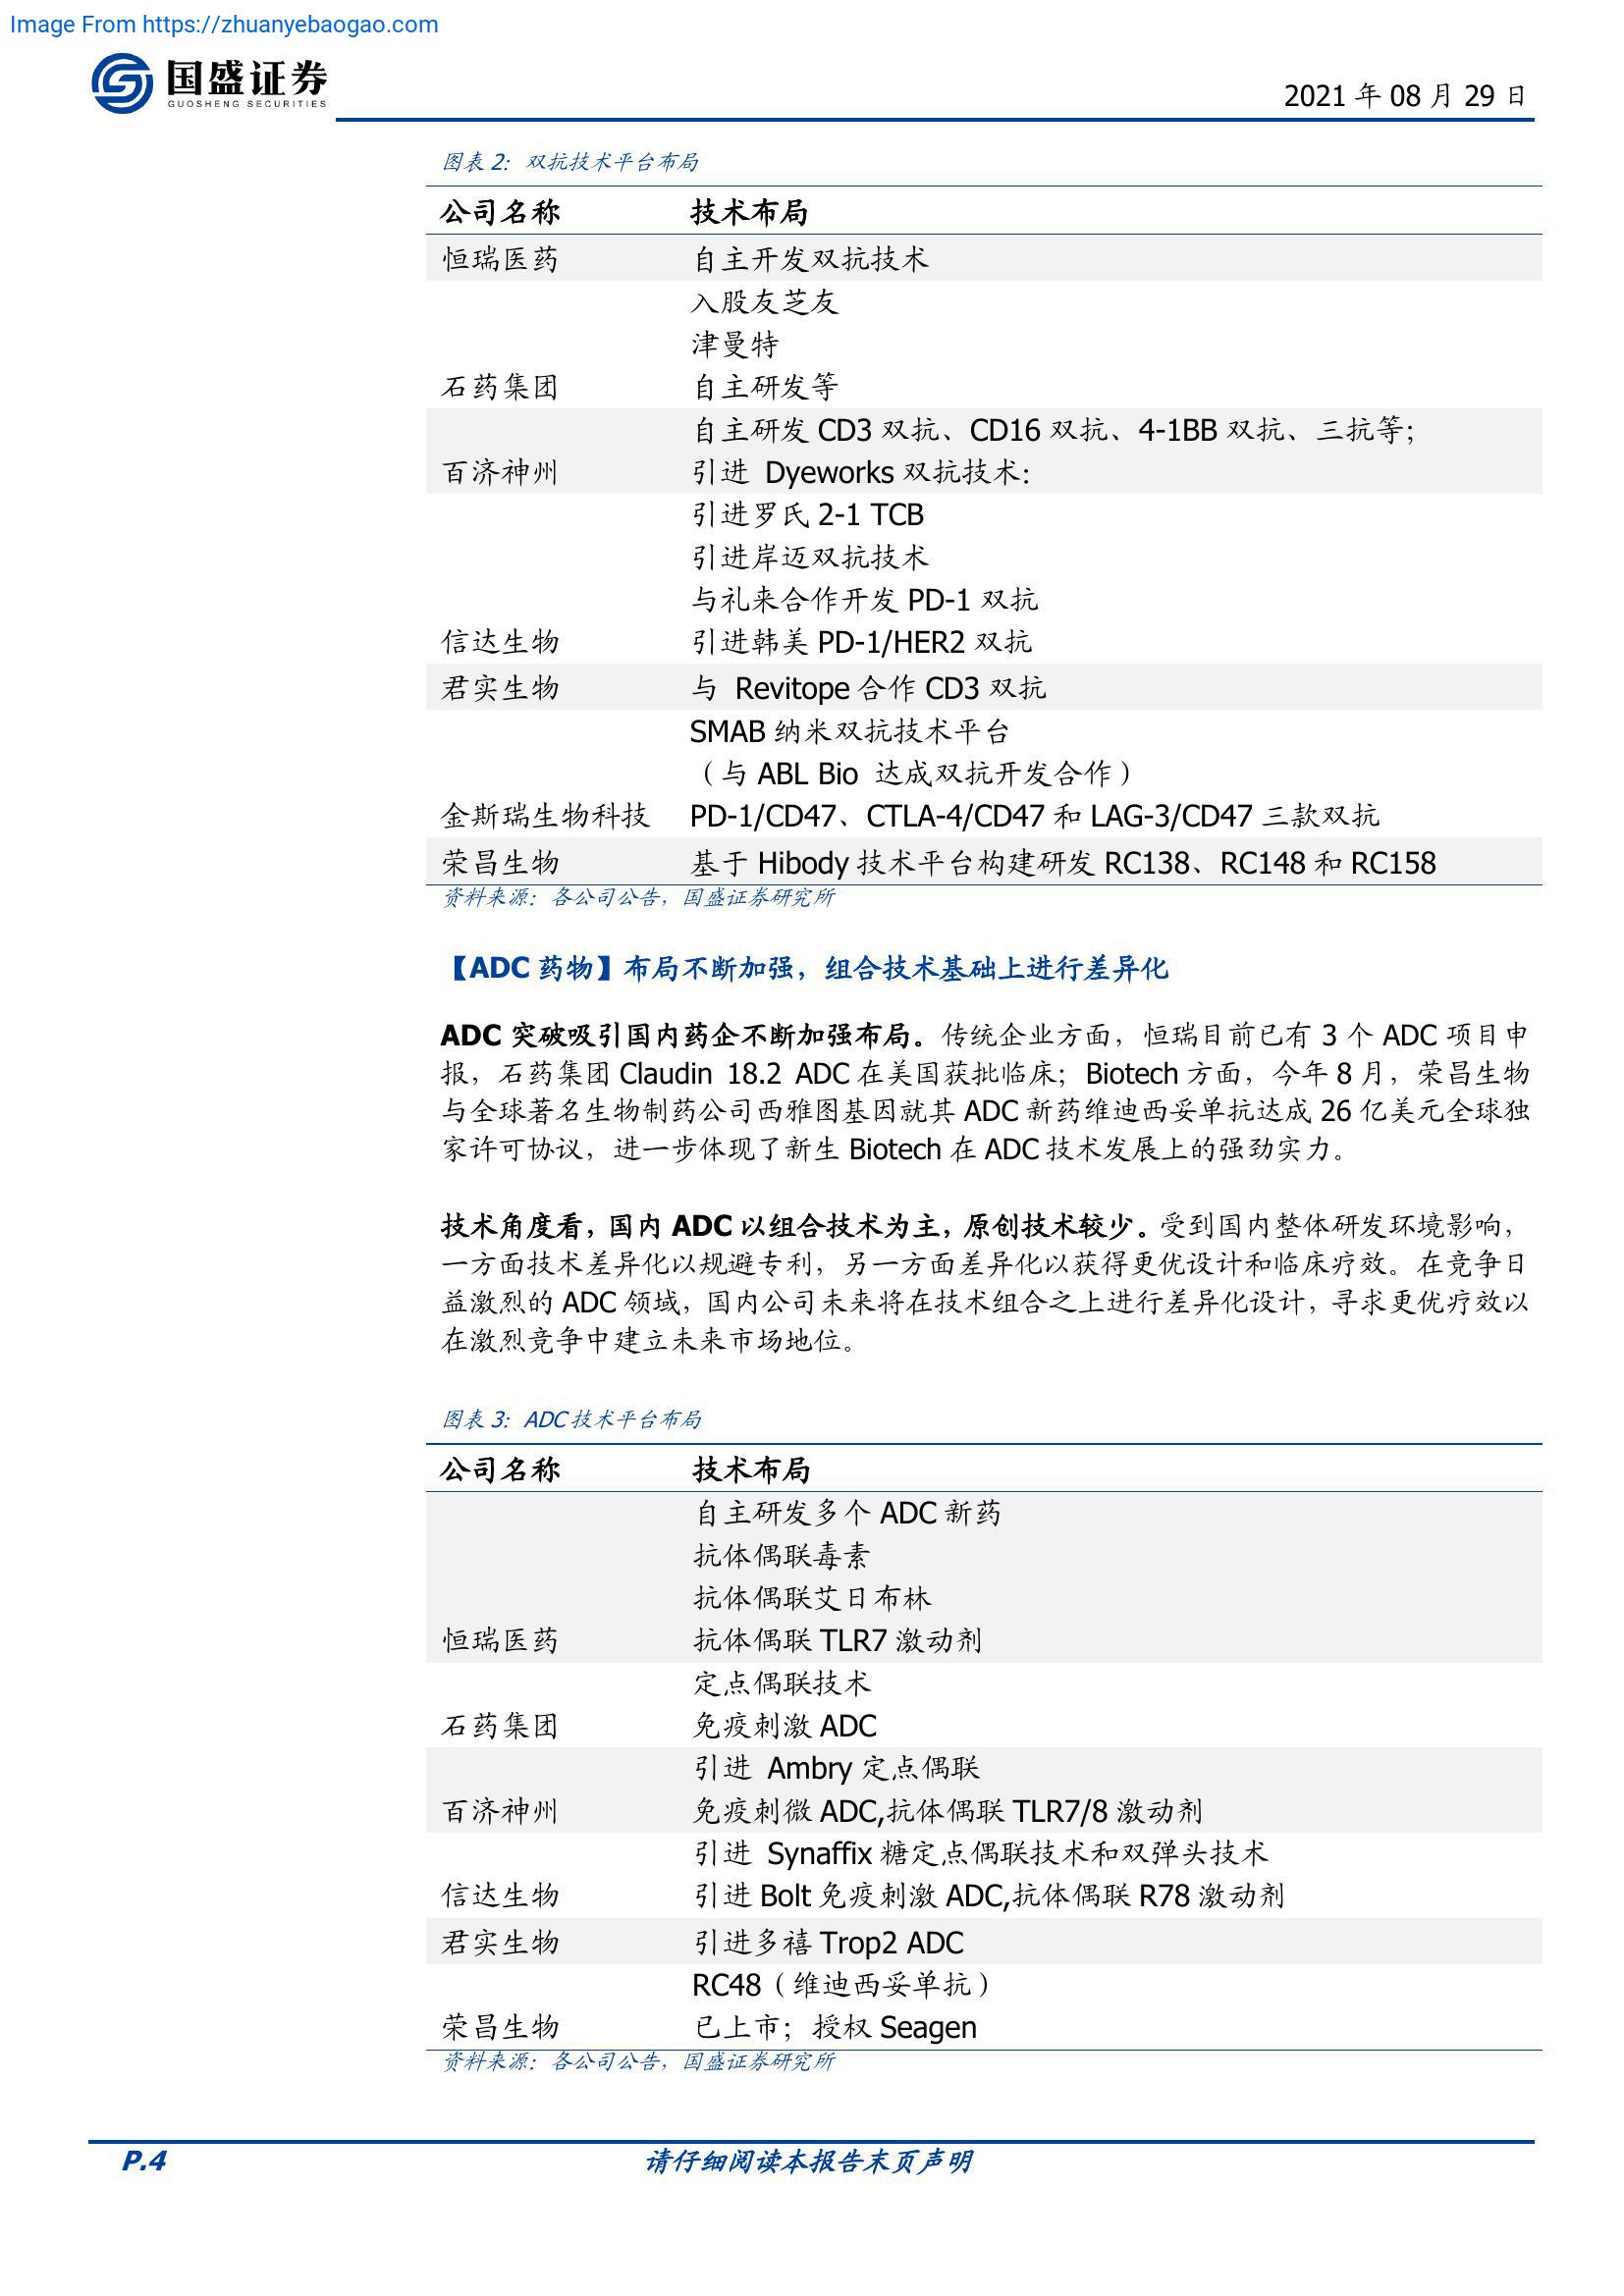 Image From https://zhuanyebaogao.com
国盛证券
GUOSHENG SECURITIES
2021 年 08 月 29 日
图表 2：双抗技术平台布局
公司名称 技术布局
恒瑞医药 自主开发双抗技术
入股友芝友
津曼特
石药集团 自主研发等
自主研发 CD3 双抗、CD16 双抗、4-1BB 双抗、三抗等；
百济神州 引进 Dyeworks 双抗技术：
引进罗氏 2-1 TCB
引进岸迈双抗技术
与礼来合作开发 PD-1 双抗
信达生物 引进韩美 PD-1/HER2 双抗
君实生物 与 Revitope 合作 CD3 双抗
SMAB 纳米双抗技术平台
（与 ABL Bio 达成双抗开发合作）
金斯瑞生物科技 PD-1/CD47、CTLA-4/CD47 和 LAG-3/CD47 三款双抗
荣昌生物 基于 Hibody 技术平台构建研发 RC138、RC148 和 RC158
资料来源：各公司公告，国盛证券研究所
【ADC 药物】布局不断加强，组合技术基础上进行差异化
ADC 突破吸引国内药企不断加强布局。传统企业方面，恒瑞目前已有 3 个 ADC 项目申
报，石药集团 Claudin 18.2 ADC 在美国获批临床；Biotech 方面，今年 8 月，荣昌生物
与全球著名生物制药公司西雅图基因就其 ADC 新药维迪西妥单抗达成 26 亿美元全球独
家许可协议，进一步体现了新生 Biotech 在 ADC 技术发展上的强劲实力。
技术角度看，国内 ADC 以组合技术为主，原创技术较少。受到国内整体研发环境影响，
一方面技术差异化以规避专利，另一方面差异化以获得更优设计和临床疗效。在竞争日
益激烈的 ADC 领域，国内公司未来将在技术组合之上进行差异化设计，寻求更优疗效以
在激烈竞争中建立未来市场地位。
图表 3：ADC 技术平台布局
公司名称 技术布局
自主研发多个 ADC 新药
抗体偶联毒素
抗体偶联艾日布林
恒瑞医药 抗体偶联 TLR7 激动剂
定点偶联技术
石药集团 免疫刺激 ADC
引进 Ambry 定点偶联
百济神州 免疫刺微 ADC,抗体偶联 TLR7/8 激动剂
引进 Synaffix 糖定点偶联技术和双弹头技术
信达生物 引进 Bolt 免疫刺激 ADC,抗体偶联 R78 激动剂
君实生物 引进多禧 Trop2 ADC
RC48（维迪西妥单抗）
荣昌生物 已上市；授权 Seagen
资料来源：各公司公告，国盛证券研究所
P.4 请仔细阅读本报告末页声明